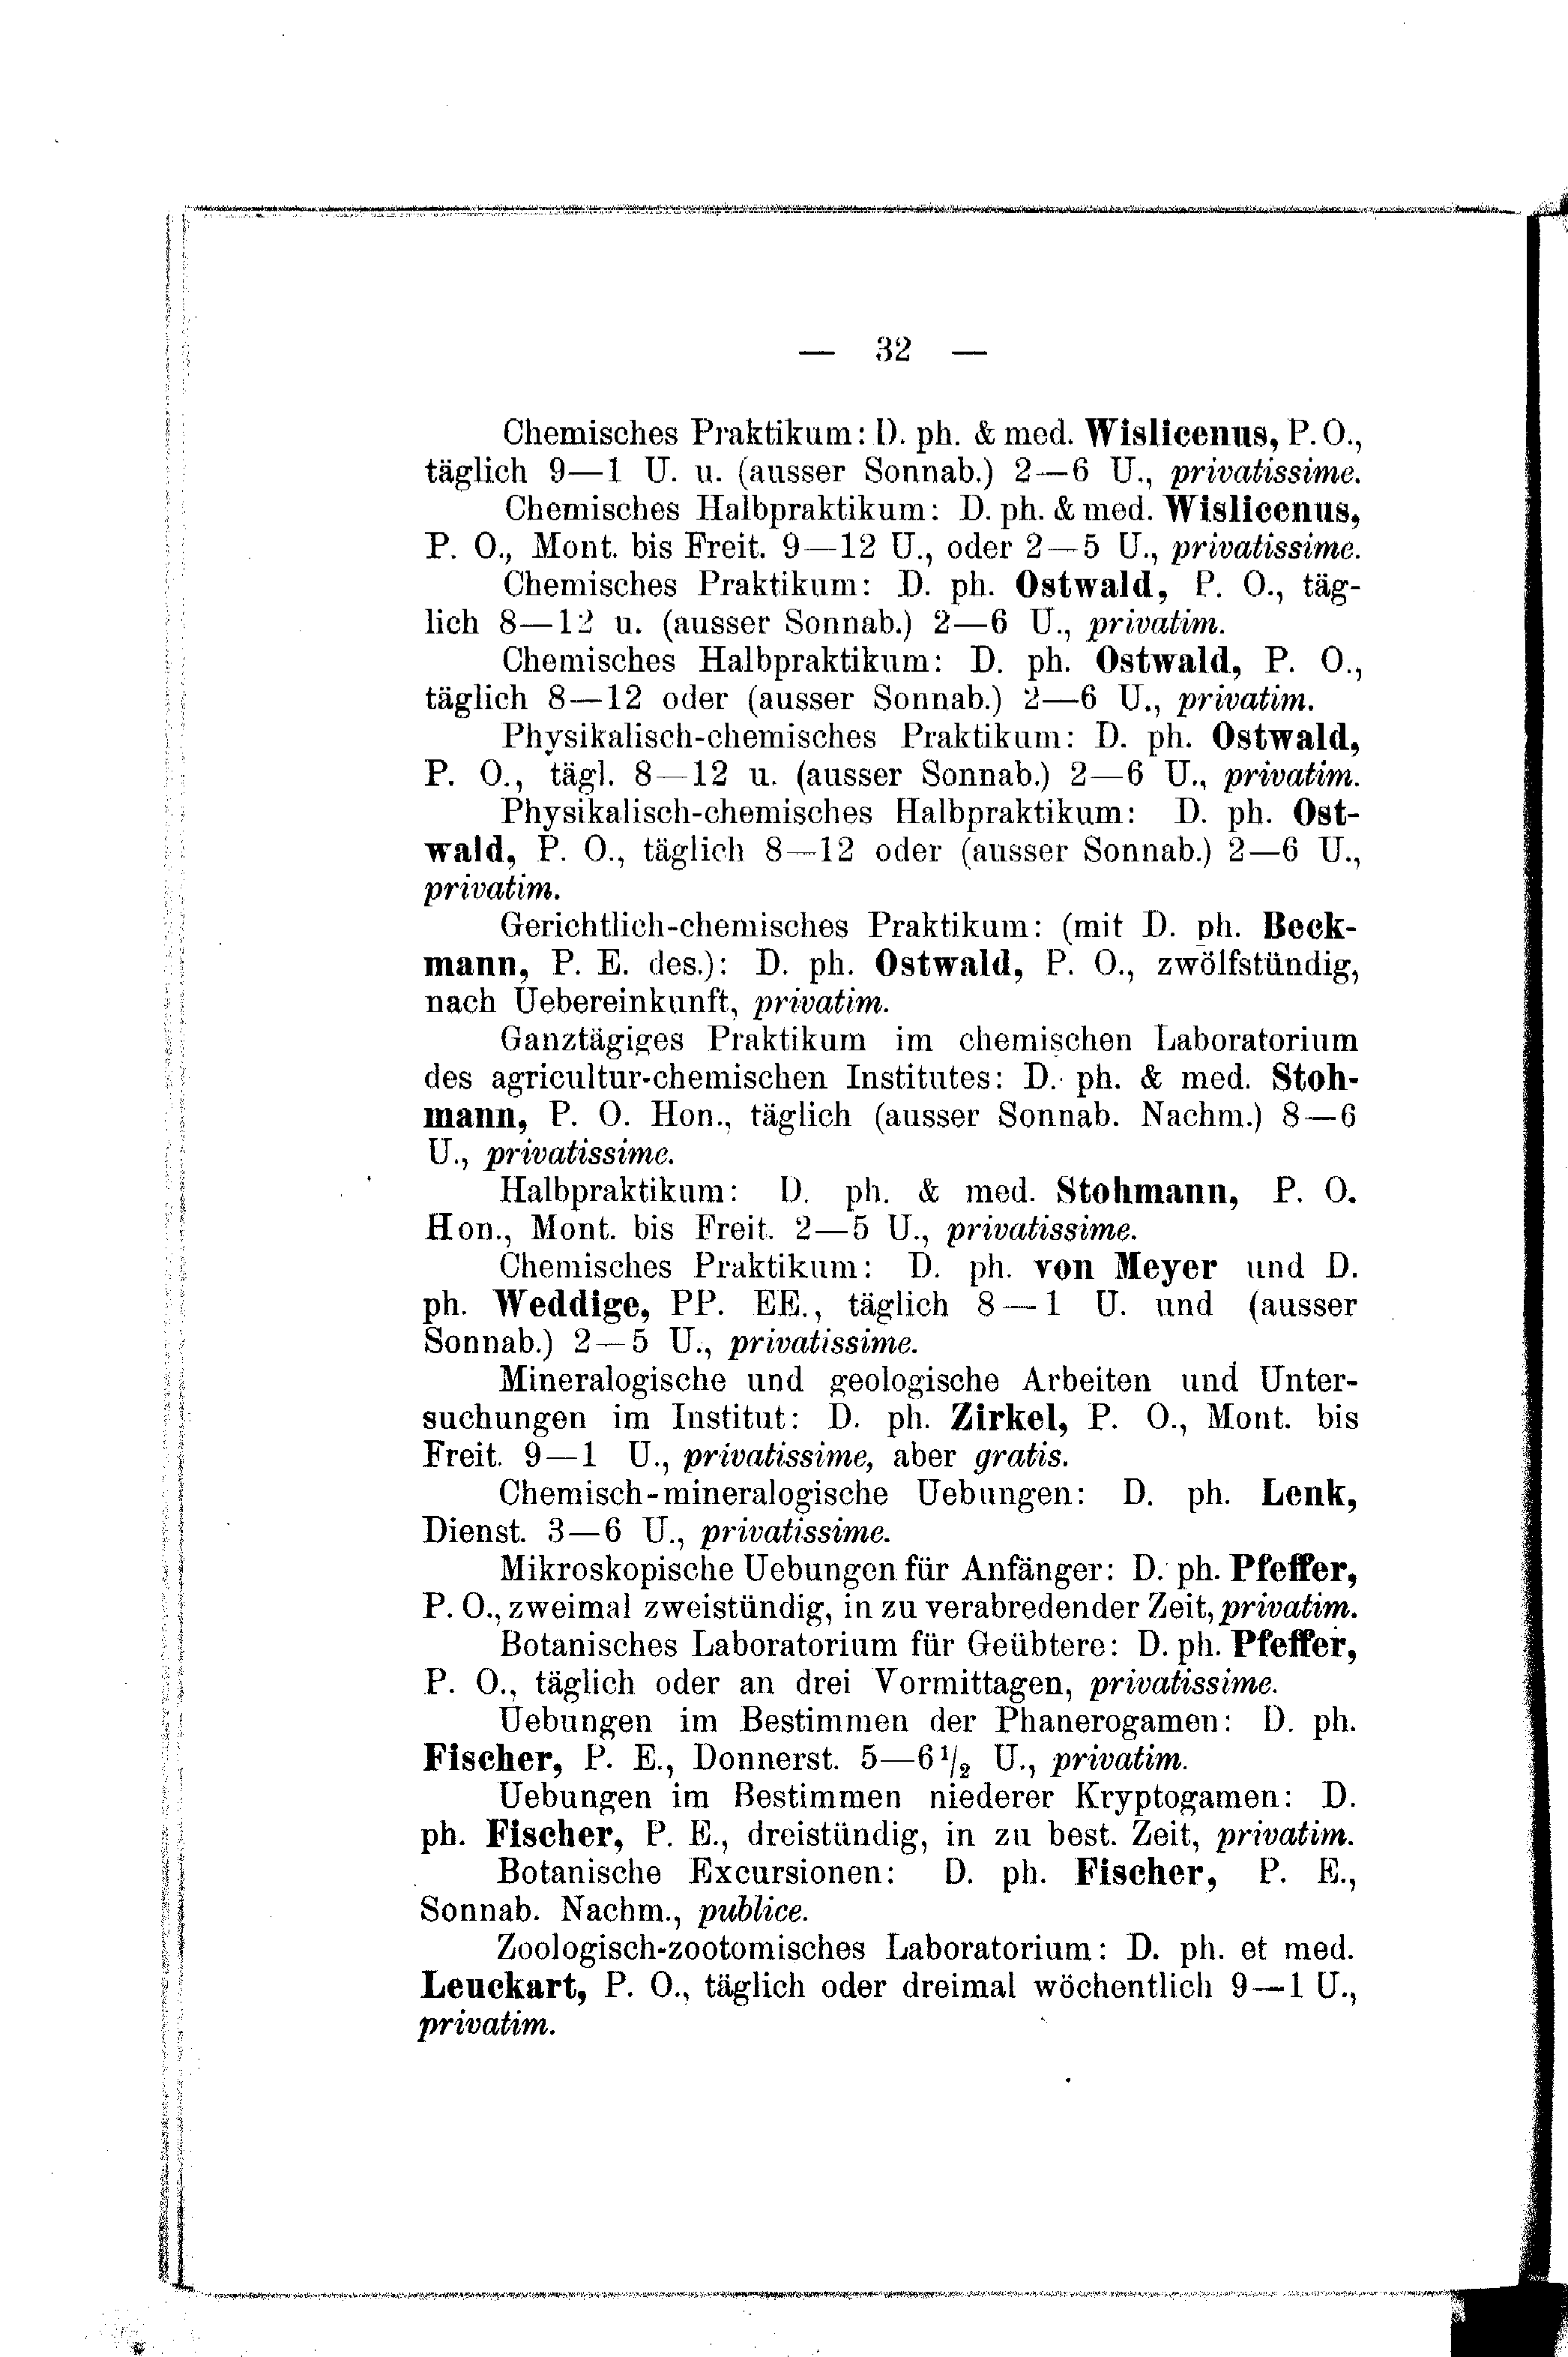 — 32 —
Chemisches Praktikum: D. ph. & med. Wislicenus, P. O.,
täglich 9—1 U. u. (ausser Sonnab.) 2—6 U., privatissime.
Chemisches Halbpraktikum: D. ph. & med. Wislicenus,
P. O., Mont. bis Freit. 9—12 U., oder 2—5 U., privatissime.
Chemisches Praktikum: D. ph. Ostwald, P. O., täg-
lich 8—12 u. (ausser Sonnab.) 2—6 U., privatim.
Chemisches Halbpraktikum: D. ph. Ostwald, P. O.,
täglich 8—12 oder (ausser Sonnab.) 2—6 U., privatim.
Physikalisch-chemisches Praktikum: D. ph. Ostwald,
P. O., tägl. 8—12 u. (ausser Sonnab.) 2—6 U., privatim.
Physikalisch-chemisches Halbpraktikum: D. ph. Ost-
wald, P. O., täglich 8—12 oder (ausser Sonnab.) 2—6 U.,
privatim.
Gerichtlich-chemisches Praktikum: (mit D. ph. Beck-
mann, P. E. des.): D. ph. Ostwald, P. O., zwölfstündig,
nach Uebereinkunft, privatim.
Ganztägiges Praktikum im chemischen Laboratorium
des agricultur-chemischen Institutes: D. ph. & med. Stoh-
mann, P. O. Hon., täglich (ausser Sonnab. Nachm.) 8—6
U., privatissime.
Halbpraktikum: D. ph. & med. Stohmann, P. O.
Hon., Mont. bis Freit. 2—5 U., privatissime.
Chemisches Praktikum: D. ph. von Meyer und D.
ph. Weddige, PP. EE., täglich 8—1 U. und (ausser
Sonnab.) 2—5 U., privatissime.
Mineralogische und geologische Arbeiten und Unter-
suchungen im Institut: D. ph. Zirkel, P. O., Mont. bis
Freit. 9—1 U., privatissime, aber gratis.
Chemisch-mineralogische Uebungen: D. ph. Lenk,
Dienst. 3—6 U., privatissime.
Mikroskopische Uebungen für Anfänger: D. ph. Pfeffer,
P. O., zweimal zweistündig, in zu verabredender Zeit, privatim.
Botanisches Laboratorium für Geübtere: D. ph. Pfeffer,
P. O., täglich oder an drei Vormittagen, privatissime.
Uebungen im Bestimmen der Phanerogamen: D. ph.
Fischer, P. E., Donnerst. 5—6 1/2 U., privatim.
Uebungen im Bestimmen niederer Kryptogamen: D.
ph. Fischer, P. E., dreistündig, in zu best. Zeit, privatim.
Botanische Excursionen: D. ph. Fischer, P. E.,
Sonnab. Nachm., publice.
Zoologisch-zootomisches Laboratorium: D. ph. et med.
Leuckart, P. O., täglich oder dreimal wöchentlich 9—1 U.,
privatim.